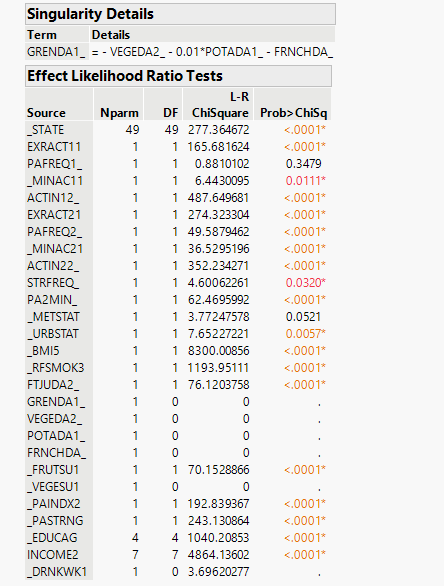 Singularity Details
Term Details
GRENDA1_ = - VEGEDA2_ - 0.01*POTADA1_ - FRNCHDA_
Effect Likelihood Ratio Tests
L-R
Source Nparm DF ChiSquare Prob>ChiSq
_STATE 49 49 277.364672 <.0001*
EXRACT11 1 1 165.681624 <.0001*
PAFREQ1_ 1 1 0.8810102 0.3479
_MINAC11 1 1 6.4430095 0.0111*
ACTIN12_ 1 1 487.649681 <.0001*
EXRACT21 1 1 274.323304 <.0001*
PAFREQ2_ 1 1 49.5879462 <.0001*
_MINAC21 1 1 36.5295196 <.0001*
ACTIN22_ 1 1 352.234271 <.0001*
STRFREQ_ 1 1 4.60062261 0.0320*
PA2MIN_ 1 1 62.4695992 <.0001*
_METSTAT 1 1 3.77247578 0.0521
_URBSTAT 1 1 7.65227221 0.0057*
_BMI5 1 1 8300.00856 <.0001*
_RFSMOK3 1 1 1193.95111 <.0001*
FTJUDA2_ 1 1 76.1203758 <.0001*
GRENDA1_ 1 0 0 .
VEGEDA2_ 1 0 0 .
POTADA1_ 1 0 0 .
FRNCHDA_ 1 0 0 .
_FRUTSU1 1 1 70.1528866 <.0001*
_VEGESU1 1 0 0 .
_PAINDX2 1 1 192.839367 <.0001*
_PASTRNG 1 1 243.130864 <.0001*
_EDUCAG 4 4 1040.20853 <.0001*
INCOME2 7 7 4864.13602 <.0001*
_DRNKWK1 1 0 3.69620277 .